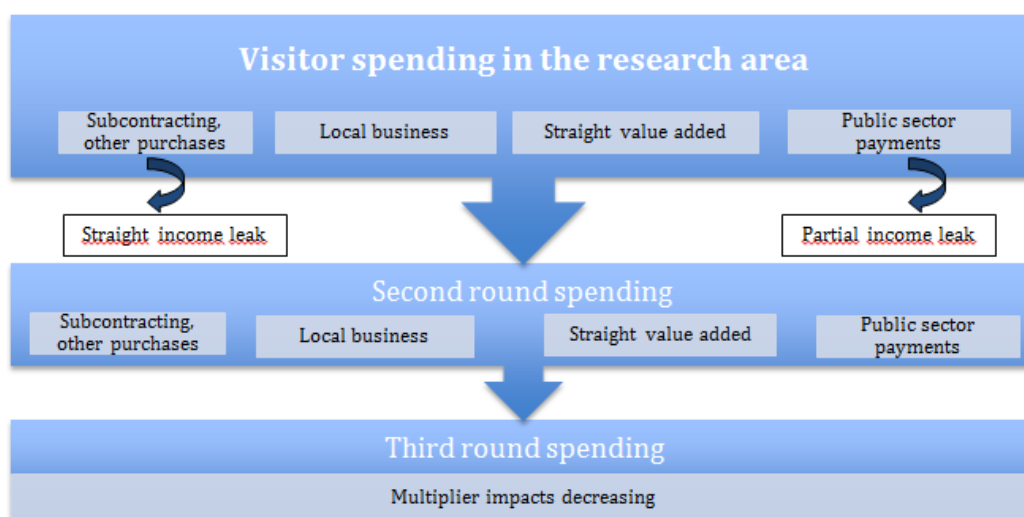 Visitor spending in the research area
Subcontracting,
other purchases
Local business
Straight value added
Public sector
payments
Straight income leak
Partial income leak
Second round spending
Subcontracting,
other purchases
Local business
Straight value added
Public sector
payments
Third round spending
Multiplier impacts decreasing